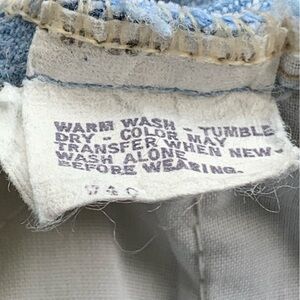 WARM WASH - TUMBLE
DRY - COLOR MAY
TRANSFER WHEN NEW -
WASH ALONE
BEFORE WEARING.